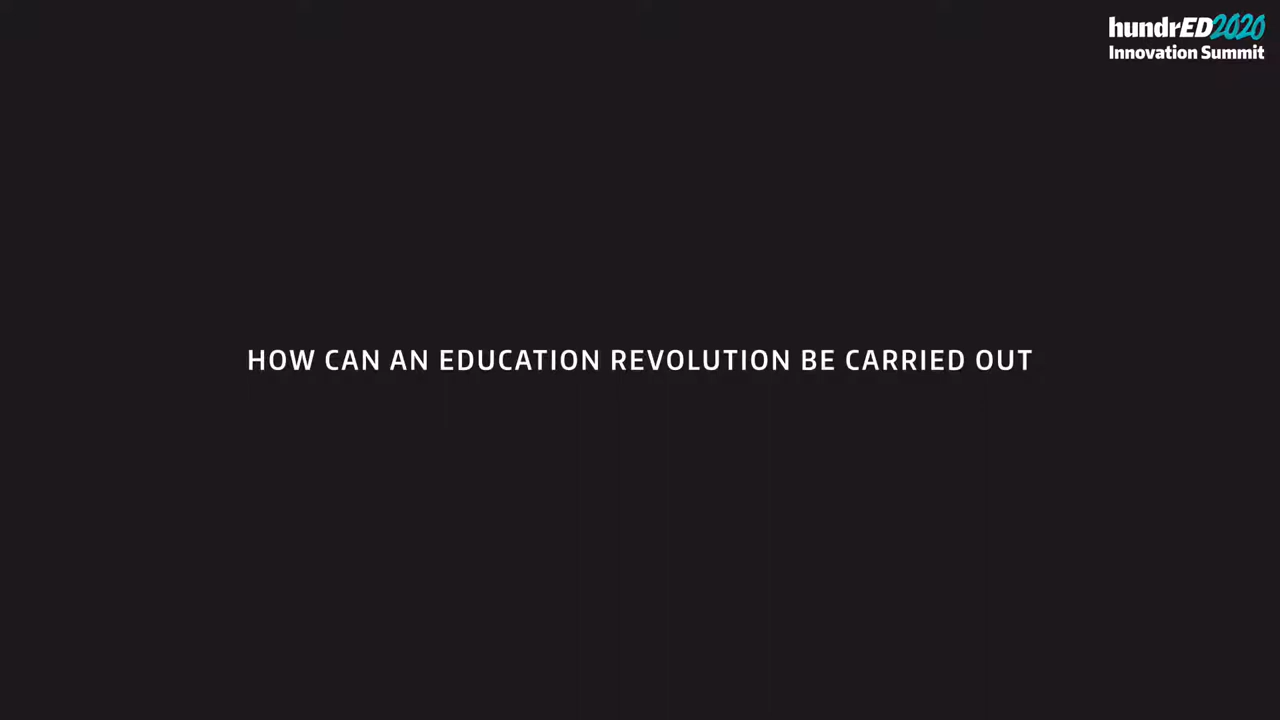 hundrED2020
Innovation Summit
HOW CAN AN EDUCATION REVOLUTION BE CARRIED OUT